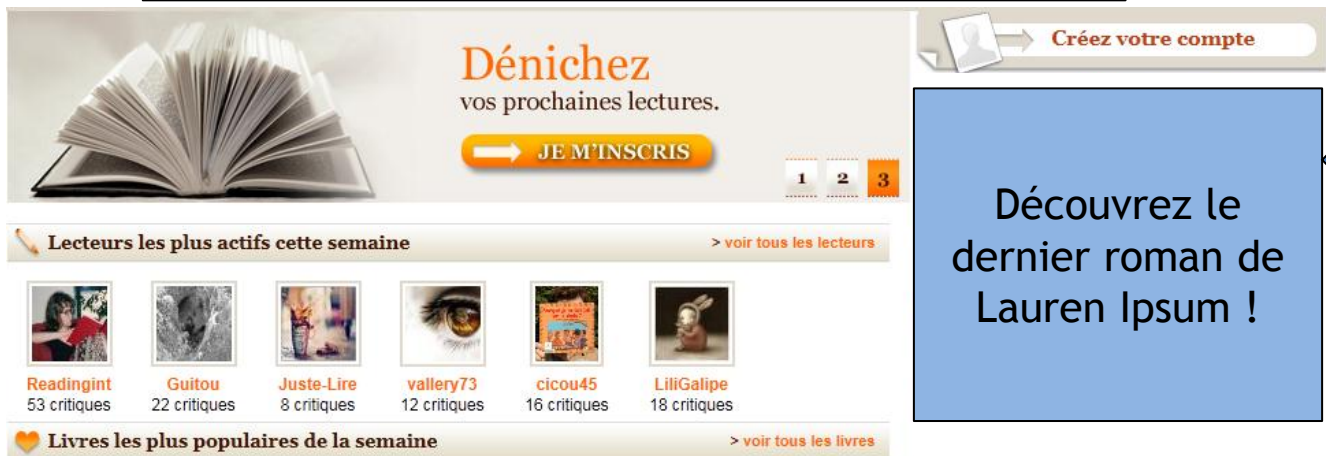 Dénichez
vos prochaines lectures.
JE M'INSCRIS
1 2 3
Créez votre compte
Découvrez le
dernier roman de
Lauren Ipsum !
Lecteurs les plus actifs cette semaine
> voir tous les lecteurs
Readingint Guitou Juste-Lire vallery73 cicou45 LiliGalipe
53 critiques 22 critiques 8 critiques 12 critiques 16 critiques 18 critiques
Livres les plus populaires de la semaine
> voir tous les livres